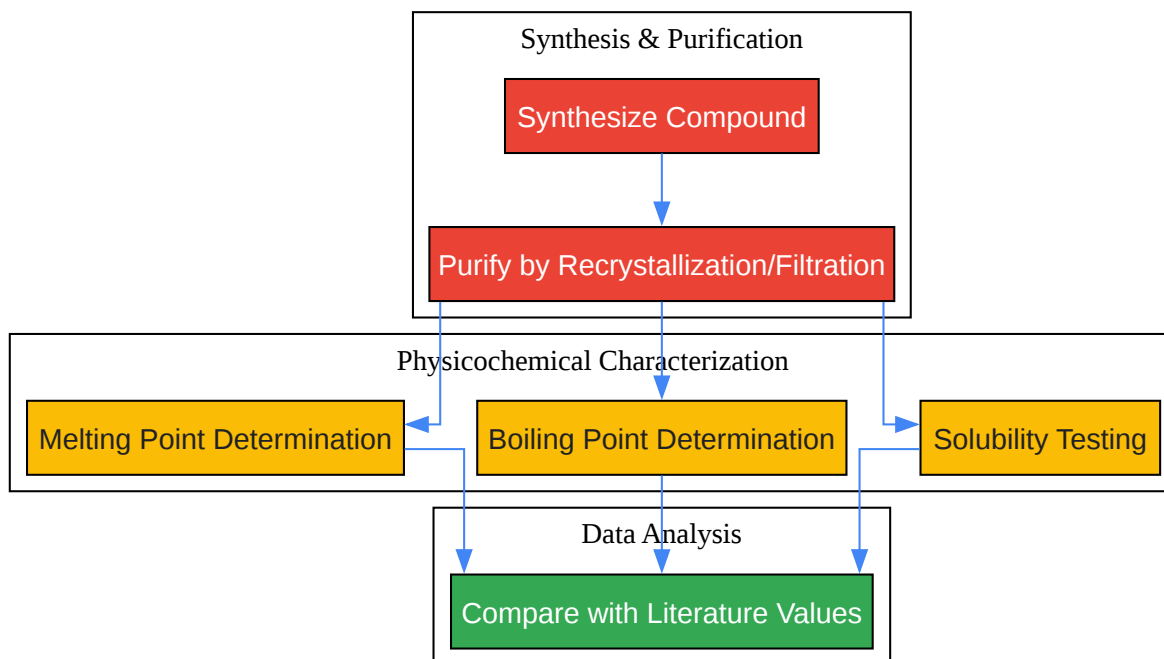 Synthesis & Purification
Synthesize Compound
Purify by Recrystallization/Filtration
Physicochemical Characterization
Melting Point Determination
Boiling Point Determination
Solubility Testing
Data Analysis
Compare with Literature Values